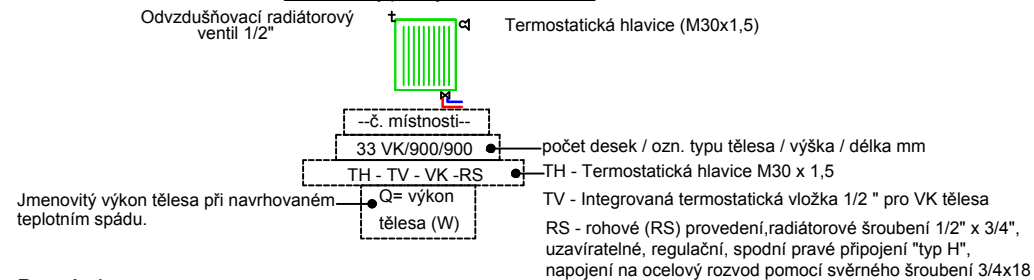 Odvzdušňovací radiátorový
ventil 1/2"
Termostatická hlavice (M30x1,5)
--č. místnosti--
33 VK/900/900
počet desek / ozn. typu tělesa / výška / délka mm
TH - TV - VK -RS
TH - Termostatická hlavice M30 x 1,5
Jmenovitý výkon tělesa při navrhovaném
teplotním spádu.
Q= výkon
tělesa (W)
TV - Integrovaná termostatická vložka 1/2 " pro VK tělesa
RS - rohové (RS) provedení,radiátorové šroubení 1/2" x 3/4",
uzavíratelné, regulační, spodní pravé připojení "typ H",
napojení na ocelový rozvod pomocí svěrného šroubení 3/4x18